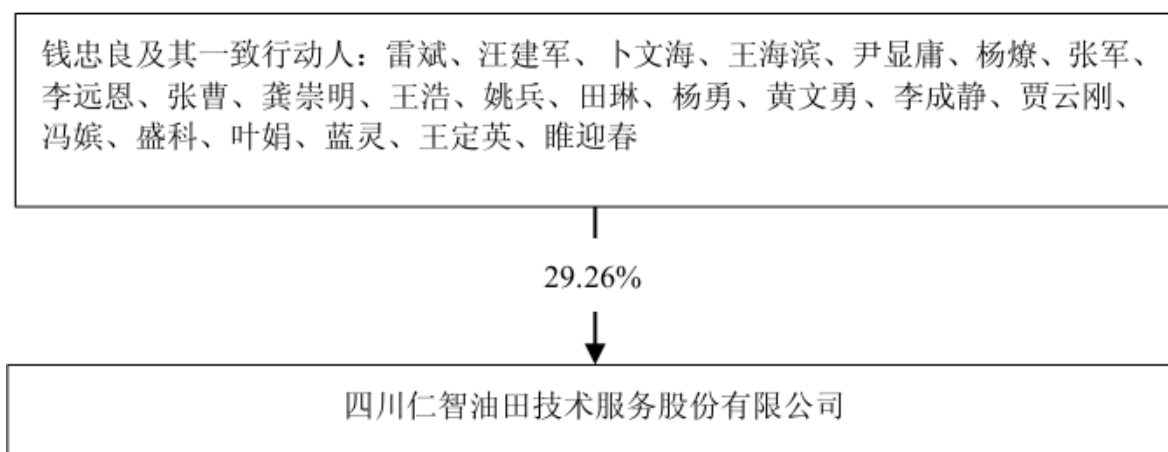 钱忠良及其一致行动人：雷斌、汪建军、卜文海、王海滨、尹显庸、杨燎、张军、
李远恩、张曹、龚崇明、王浩、姚兵、田琳、杨勇、黄文勇、李成静、贾云刚、
冯嫔、盛科、叶娟、蓝灵、王定英、睢迎春
29.26%
四川仁智油田技术服务股份有限公司